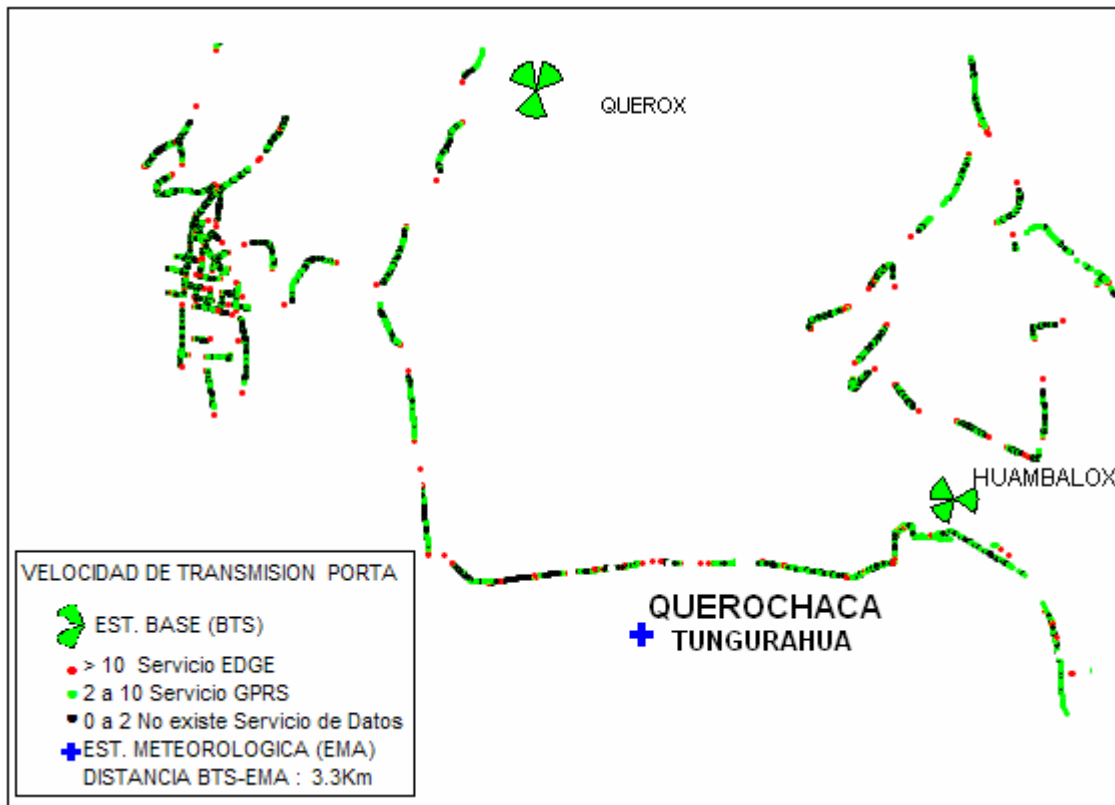 QUEROX
HUAMBALOX
QUEROCHACA
TUNGURAHUA
VELOCIDAD DE TRANSMISION PORTA
EST. BASE (BTS)
> 10 Servicio EDGE
2 a 10 Servicio GPRS
0 a 2 No existe Servicio de Datos
EST. METEOROLOGICA (EMA)
DISTANCIA BTS-EMA : 3.3Km